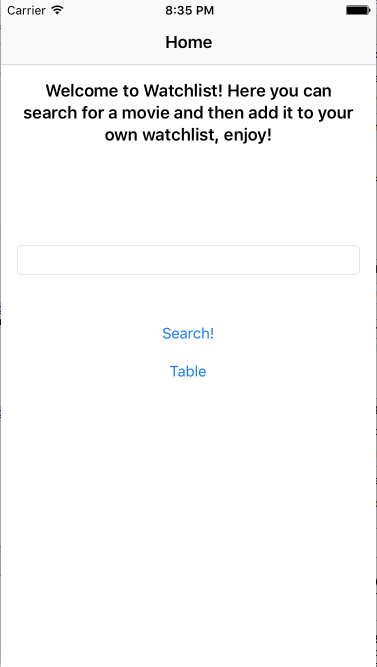 Carrier 8:35 PM
Home
Welcome to Watchlist! Here you can
search for a movie and then add it to your
own watchlist, enjoy!
Search!
Table